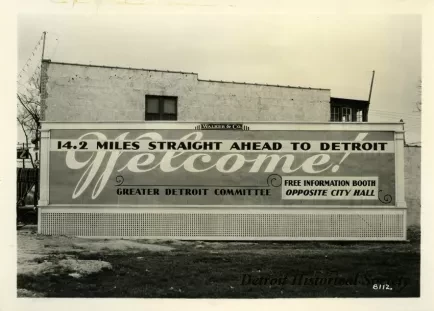 WALKER & CO.
14.2 MILES STRAIGHT AHEAD TO DETROIT
Welcome!
GREATER DETROIT COMMITTEE
FREE INFORMATION BOOTH
OPPOSITE CITY HALL
Detroit Historical Society
8112.